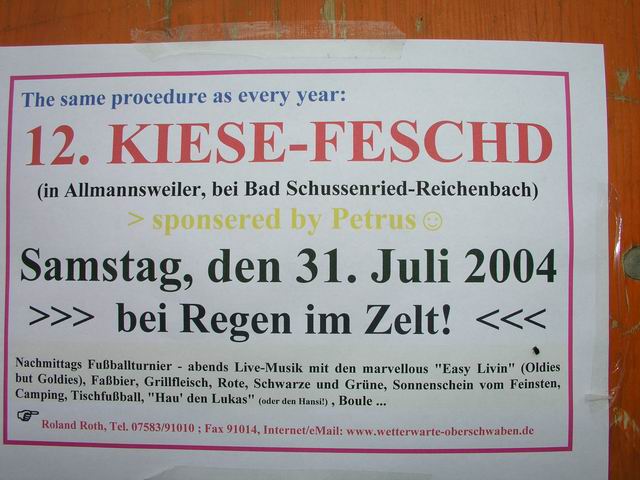 The same procedure as every year:
12. KIESE-FESCHD
(in Allmannsweiler, bei Bad Schussenried-Reichenbach)
> sponsered by Petrus☺
Samstag, den 31. Juli 2004
>>> bei Regen im Zelt! <<<
Nachmittags Fußballturnier - abends Live-Musik mit den marvellous "Easy Livin" (Oldies
but Goldies), Faßbier, Grillfleisch, Rote, Schwarze und Grüne, Sonnenschein vom Feinsten,
Camping, Tischfußball, "Hau' den Lukas" (oder den Hansi!) , Boule ...
Roland Roth, Tel. 07583/91010 ; Fax 91014, Internet/eMail: www.wetterwarte-oberschwaben.de